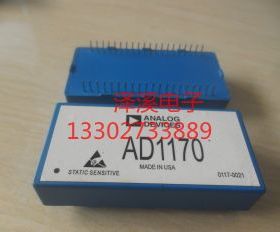 泽溪电子
13302733889
ANALOG
DEVICES
AD1170
MADE IN USA
STATIC SENSITIVE
0117-0021